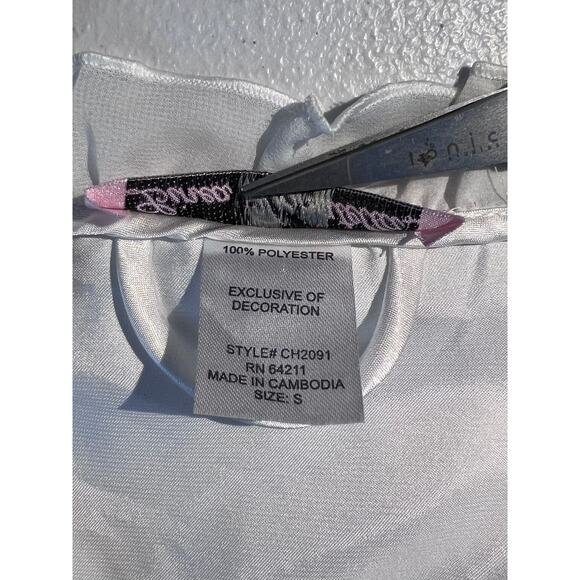 100% POLYESTER
EXCLUSIVE OF
DECORATION
STYLE# CH2091
RN 64211
MADE IN CAMBODIA
SIZE: S